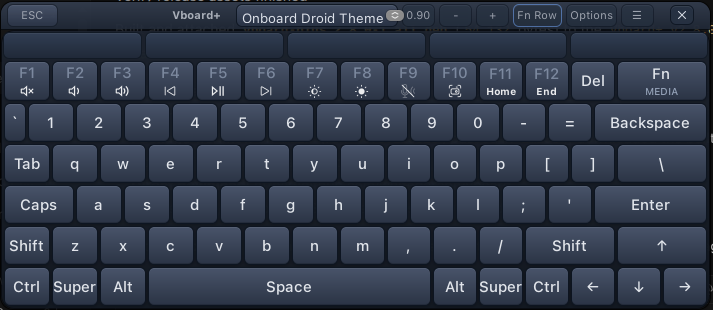 ESC Vboard+ Onboard Droid Theme 0.90 - + Fn Row Options ☰ ✕
F1 F2 F3 F4 F5 F6 F7 F8 F9 F10 F11 F12 Del Fn
Home End MEDIA
` 1 2 3 4 5 6 7 8 9 0 - = Backspace
Tab q w e r t y u i o p [ ] \
Caps a s d f g h j k l ; ' Enter
Shift z x c v b n m , . / Shift ↑
Ctrl Super Alt Space Alt Super Ctrl ← ↓ →